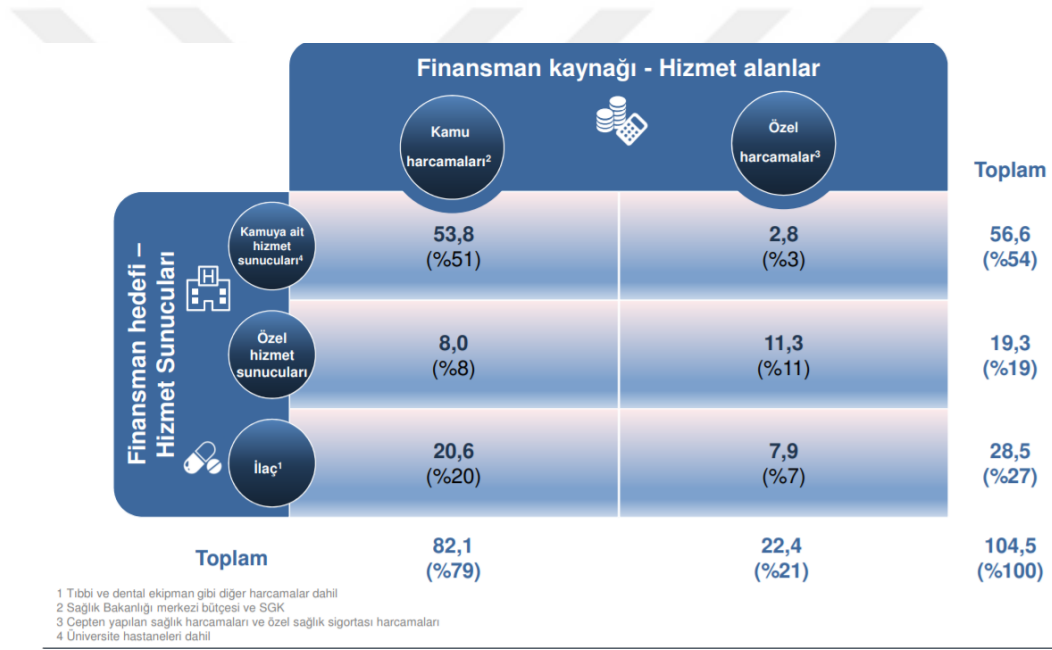 Finansman kaynağı - Hizmet alanlar
Kamu
harcamaları²
Özel
harcamalar³
Toplam
Finansman hedefi –
Hizmet Sunucuları
Kamuya ait
hizmet
sunucuları⁴
53,8
(%51)
2,8
(%3)
56,6
(%54)
Özel
hizmet
sunucuları
8,0
(%8)
11,3
(%11)
19,3
(%19)
İlaç¹
20,6
(%20)
7,9
(%7)
28,5
(%27)
Toplam
82,1
(%79)
22,4
(%21)
104,5
(%100)
1 Tıbbi ve dental ekipman gibi diğer harcamalar dahil
2 Sağlık Bakanlığı merkezi bütçesi ve SGK
3 Cepten yapılan sağlık harcamaları ve özel sağlık sigortası harcamaları
4 Üniversite hastaneleri dahil